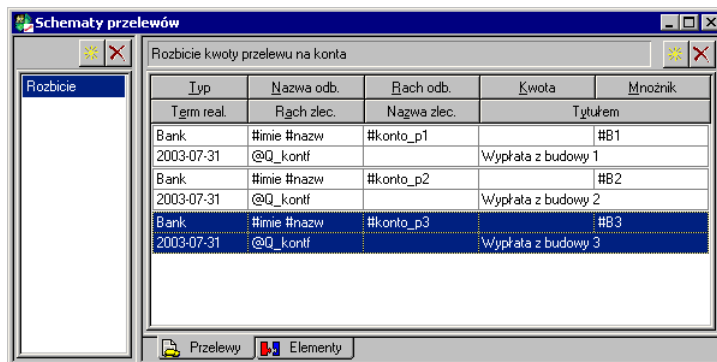 Schematy przelewów
Rozbicie kwoty przelewu na konta
Rozbicie
Typ Nazwa odb. Rach odb. Kwota Mnożnik
Term real. Rach zlec. Nazwa zlec. Tytułem
Bank #imie #nazw #konto_p1 #B1
2003-07-31 @Q_kontf Wypłata z budowy 1
Bank #imie #nazw #konto_p2 #B2
2003-07-31 @Q_kontf Wypłata z budowy 2
Bank #imie #nazw #konto_p3 #B3
2003-07-31 @Q_kontf Wypłata z budowy 3
Przelewy Elementy